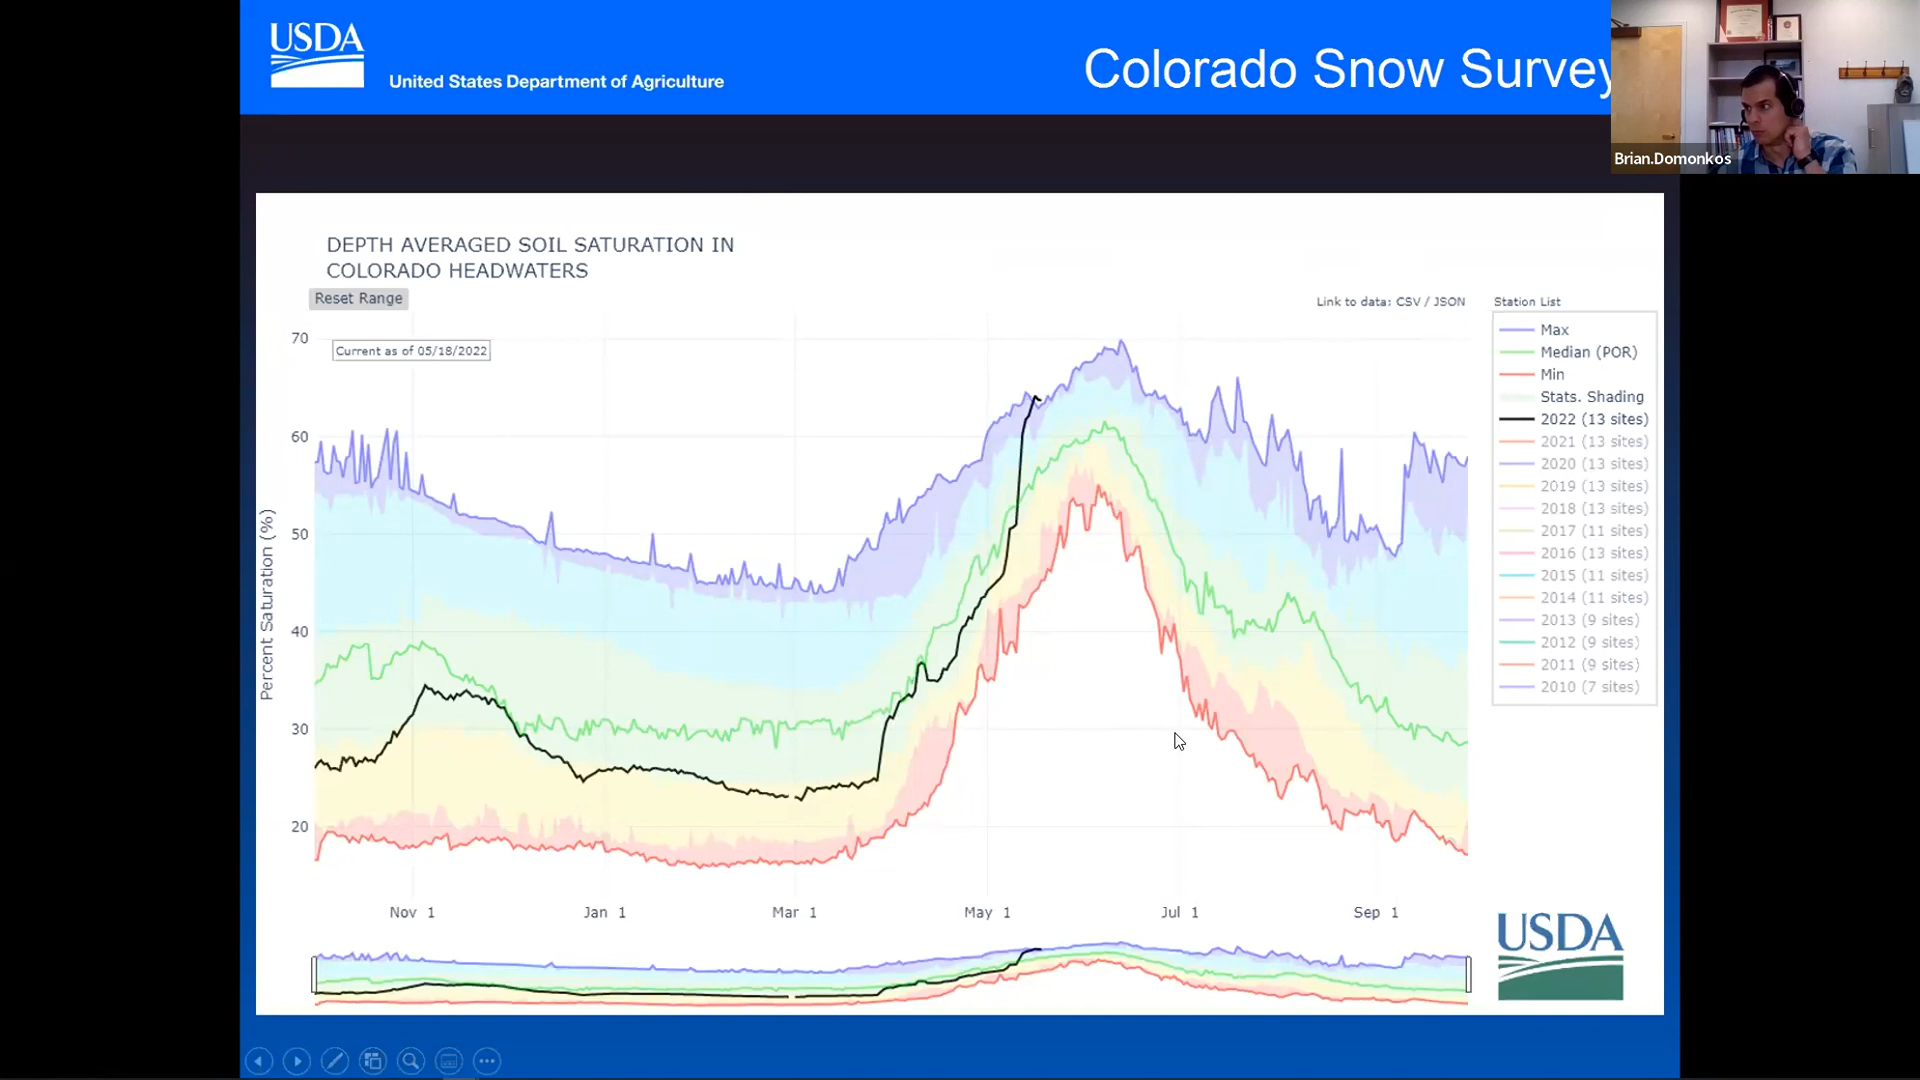 USDA
United States Department of Agriculture
Colorado Snow Survey
Brian.Domonkos
DEPTH AVERAGED SOIL SATURATION IN
COLORADO HEADWATERS
Reset Range
Link to data: CSV / JSON
Station List
Current as of 05/18/2022
70
60
50
40
30
20
Percent Saturation (%)
Nov 1
Jan 1
Mar 1
May 1
Jul 1
Sep 1
Max
Median (POR)
Min
Stats. Shading
2022 (13 sites)
2021 (13 sites)
2020 (13 sites)
2019 (13 sites)
2018 (13 sites)
2017 (11 sites)
2016 (13 sites)
2015 (11 sites)
2014 (11 sites)
2013 (9 sites)
2012 (9 sites)
2011 (9 sites)
2010 (7 sites)
USDA